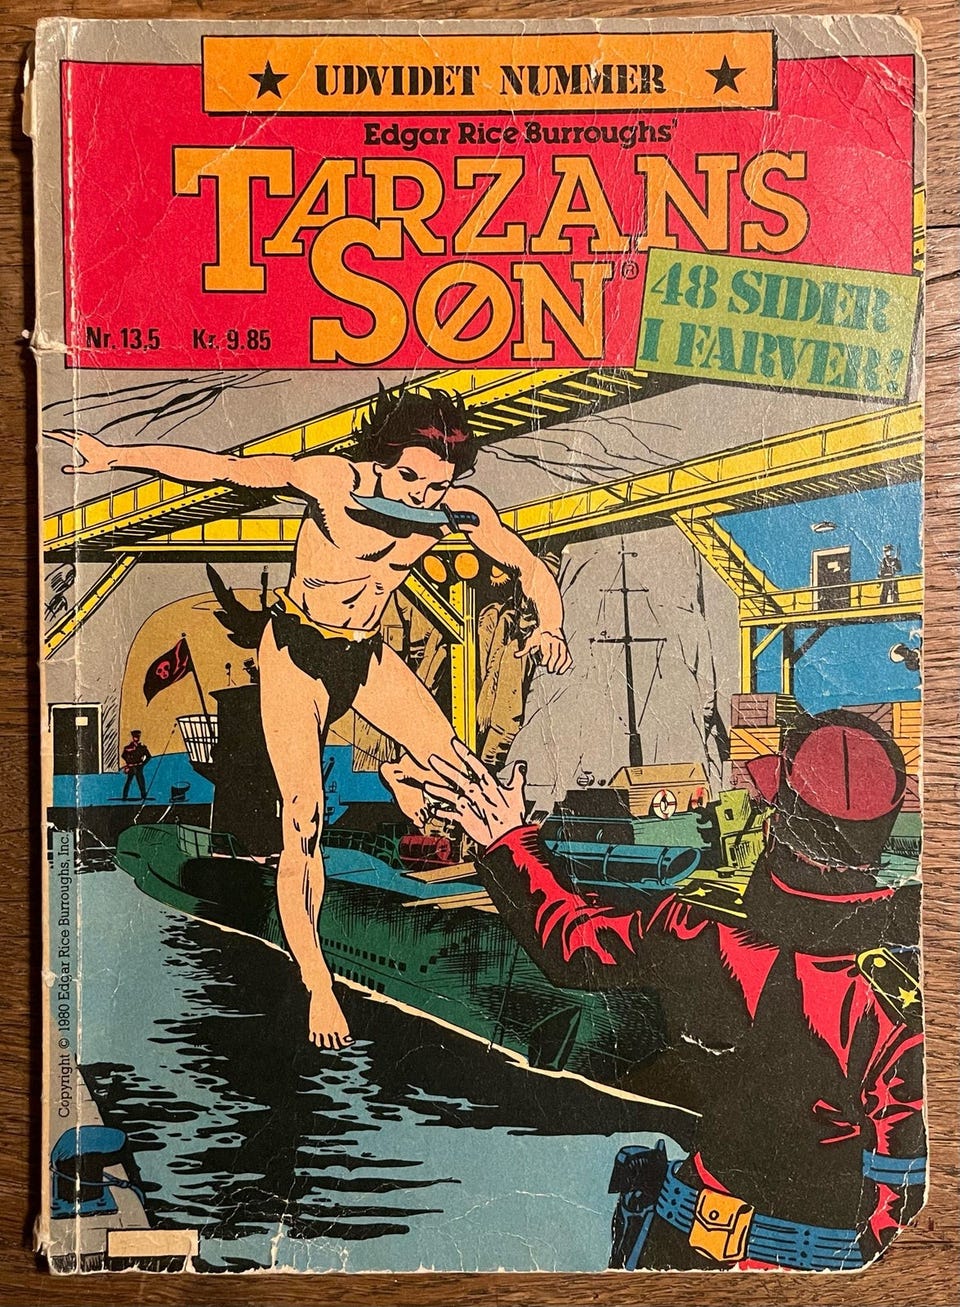 ★ UDVIDET NUMMER ★
Edgar Rice Burroughs'
TARZANS
SØN®
48 SIDER
I FARVER!
Nr. 13,5 Kr. 9.85
Copyright © 1980 Edgar Rice Burroughs, Inc.